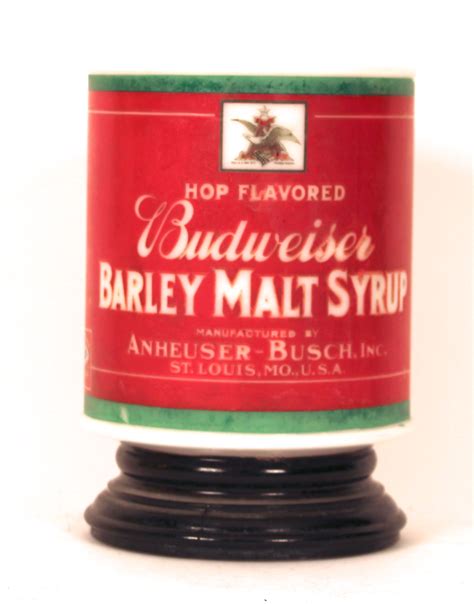 HOP FLAVORED
Budweiser
BARLEY MALT SYRUP
MANUFACTURED BY
ANHEUSER-BUSCH, INC.
ST. LOUIS, MO., U.S.A.